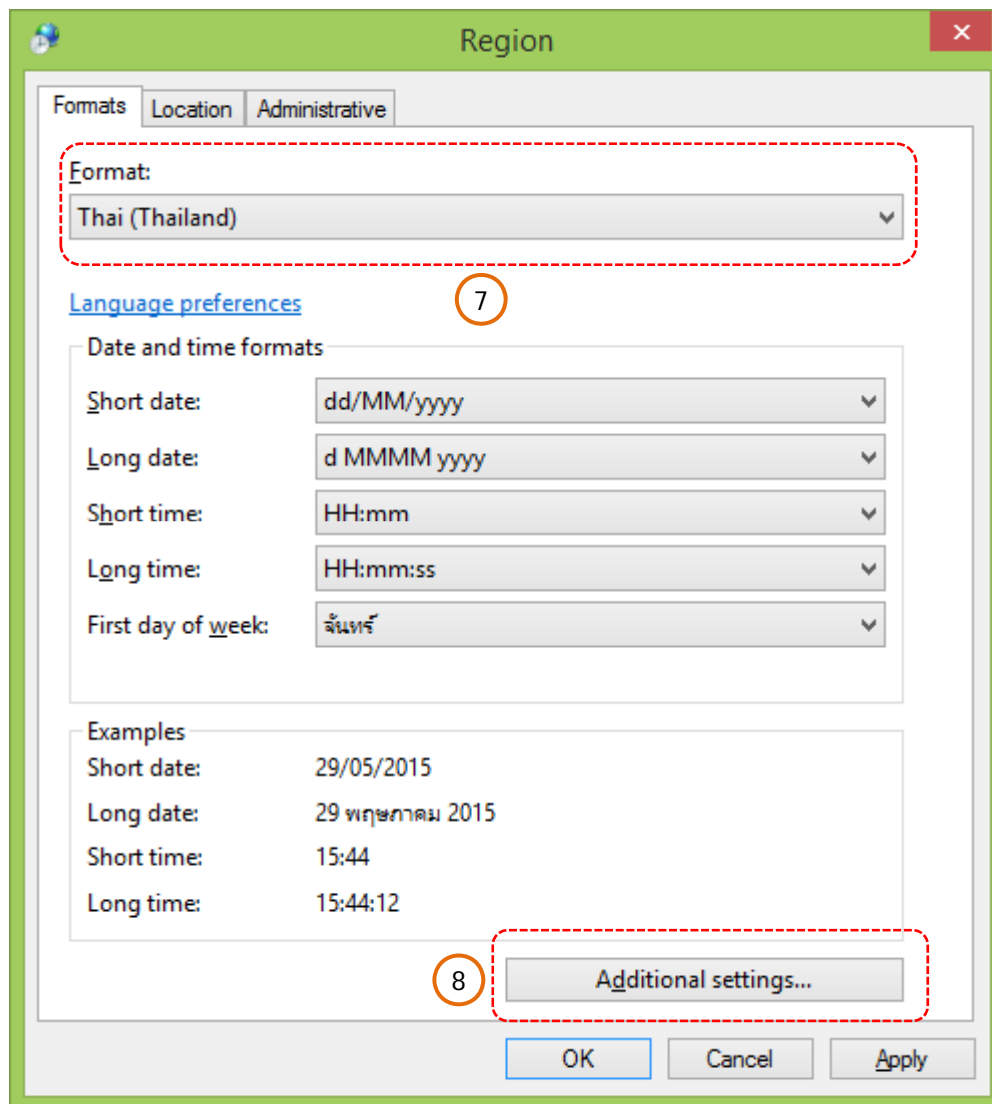 Region
Formats Location Administrative
Format:
Thai (Thailand)
7
Language preferences
Date and time formats
Short date: dd/MM/yyyy
Long date: d MMMM yyyy
Short time: HH:mm
Long time: HH:mm:ss
First day of week: จันทร์
Examples
Short date: 29/05/2015
Long date: 29 พฤษภาคม 2015
Short time: 15:44
Long time: 15:44:12
8 Additional settings...
OK Cancel Apply